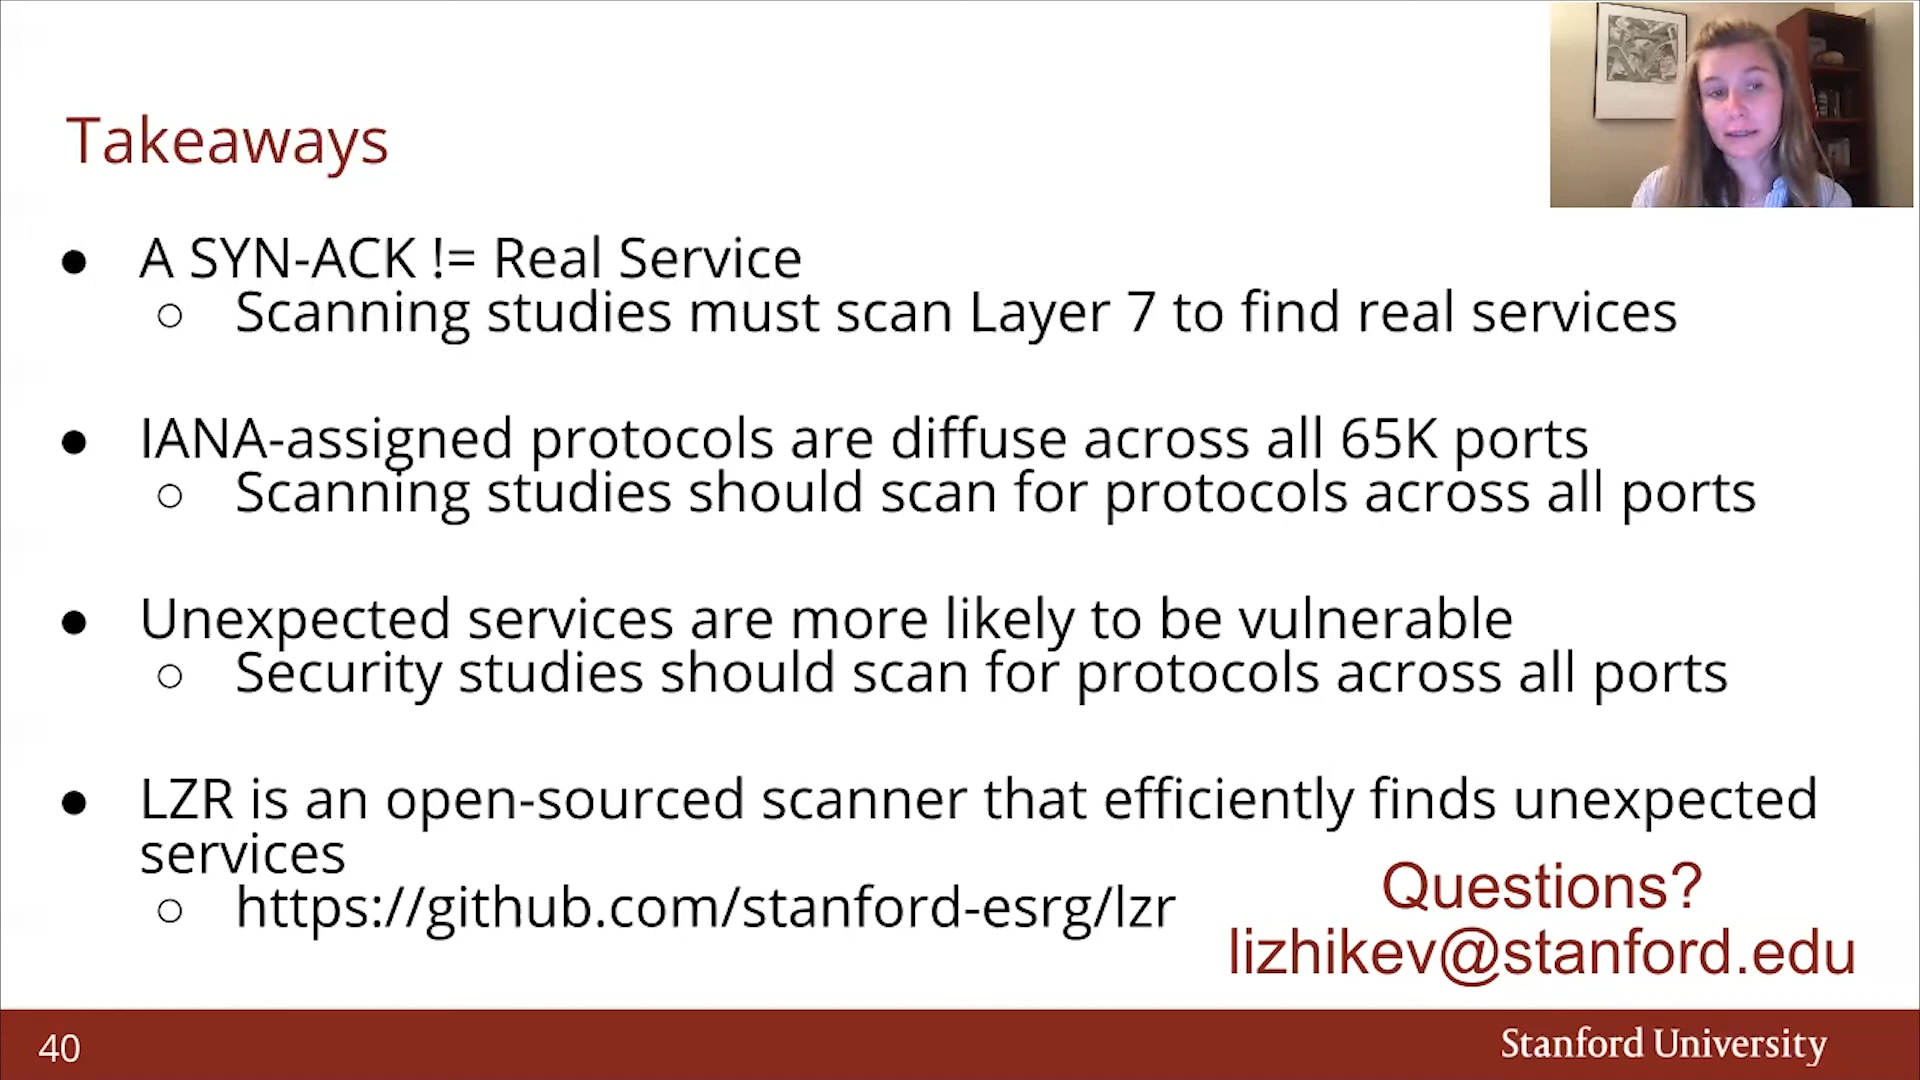 Takeaways
● A SYN-ACK != Real Service
○ Scanning studies must scan Layer 7 to find real services
● IANA-assigned protocols are diffuse across all 65K ports
○ Scanning studies should scan for protocols across all ports
● Unexpected services are more likely to be vulnerable
○ Security studies should scan for protocols across all ports
● LZR is an open-sourced scanner that efficiently finds unexpected
services
○ https://github.com/stanford-esrg/lzr
Questions?
lizhikev@stanford.edu
40
Stanford University